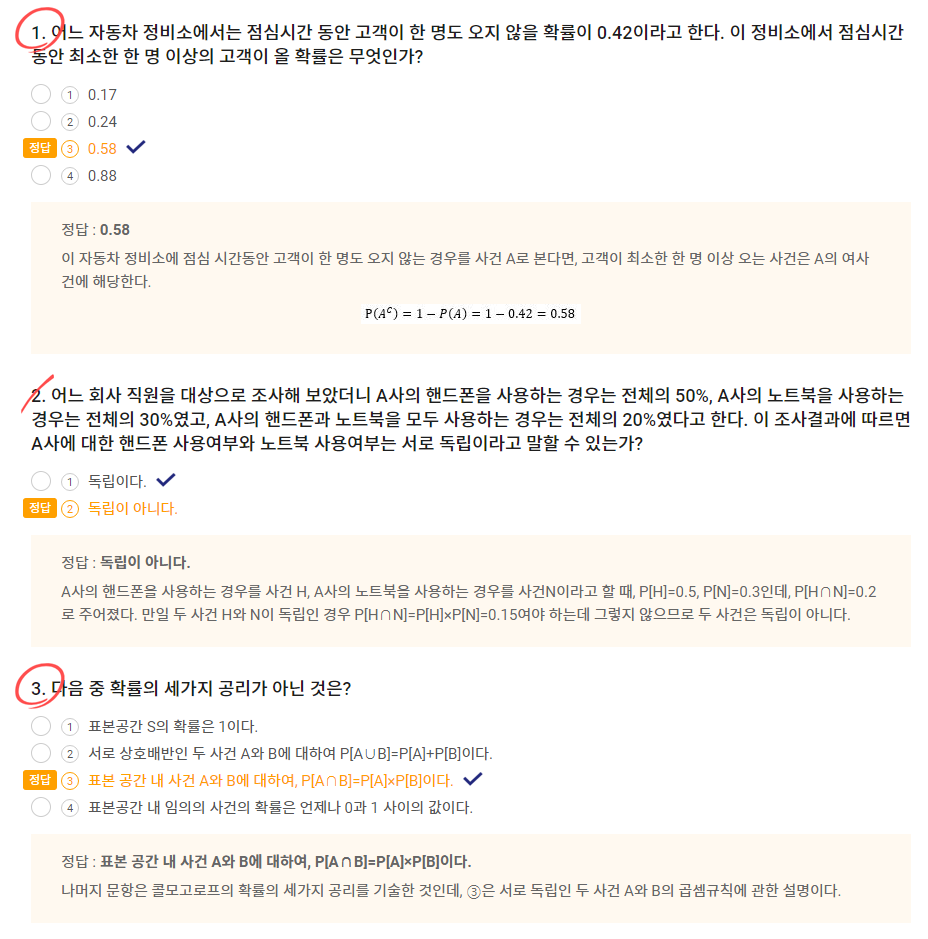 1. 어느 자동차 정비소에서는 점심시간 동안 고객이 한 명도 오지 않을 확률이 0.42이라고 한다. 이 정비소에서 점심시간
동안 최소한 한 명 이상의 고객이 올 확률은 무엇인가?
① 0.17
② 0.24
정답 ③ 0.58
④ 0.88
정답 : 0.58
이 자동차 정비소에 점심 시간동안 고객이 한 명도 오지 않는 경우를 사건 A로 본다면, 고객이 최소한 한 명 이상 오는 사건은 A의 여사
건에 해당한다.
P(Aᶜ) = 1 − P(A) = 1 − 0.42 = 0.58
2. 어느 회사 직원을 대상으로 조사해 보았더니 A사의 핸드폰을 사용하는 경우는 전체의 50%, A사의 노트북을 사용하는
경우는 전체의 30%였고, A사의 핸드폰과 노트북을 모두 사용하는 경우는 전체의 20%였다고 한다. 이 조사결과에 따르면
A사에 대한 핸드폰 사용여부와 노트북 사용여부는 서로 독립이라고 말할 수 있는가?
① 독립이다.
정답 ② 독립이 아니다.
정답 : 독립이 아니다.
A사의 핸드폰을 사용하는 경우를 사건 H, A사의 노트북을 사용하는 경우를 사건N이라고 할 때, P[H]=0.5, P[N]=0.3인데, P[H∩N]=0.2
로 주어졌다. 만일 두 사건 H와 N이 독립인 경우 P[H∩N]=P[H]×P[N]=0.15여야 하는데 그렇지 않으므로 두 사건은 독립이 아니다.
3. 다음 중 확률의 세가지 공리가 아닌 것은?
① 표본공간 S의 확률은 1이다.
② 서로 상호배반인 두 사건 A와 B에 대하여 P[A∪B]=P[A]+P[B]이다.
정답 ③ 표본 공간 내 사건 A와 B에 대하여, P[A∩B]=P[A]×P[B]이다.
④ 표본공간 내 임의의 사건의 확률은 언제나 0과 1 사이의 값이다.
정답 : 표본 공간 내 사건 A와 B에 대하여, P[A∩B]=P[A]×P[B]이다.
나머지 문항은 콜모고로프의 확률의 세가지 공리를 기술한 것인데, ③은 서로 독립인 두 사건 A와 B의 곱셈규칙에 관한 설명이다.